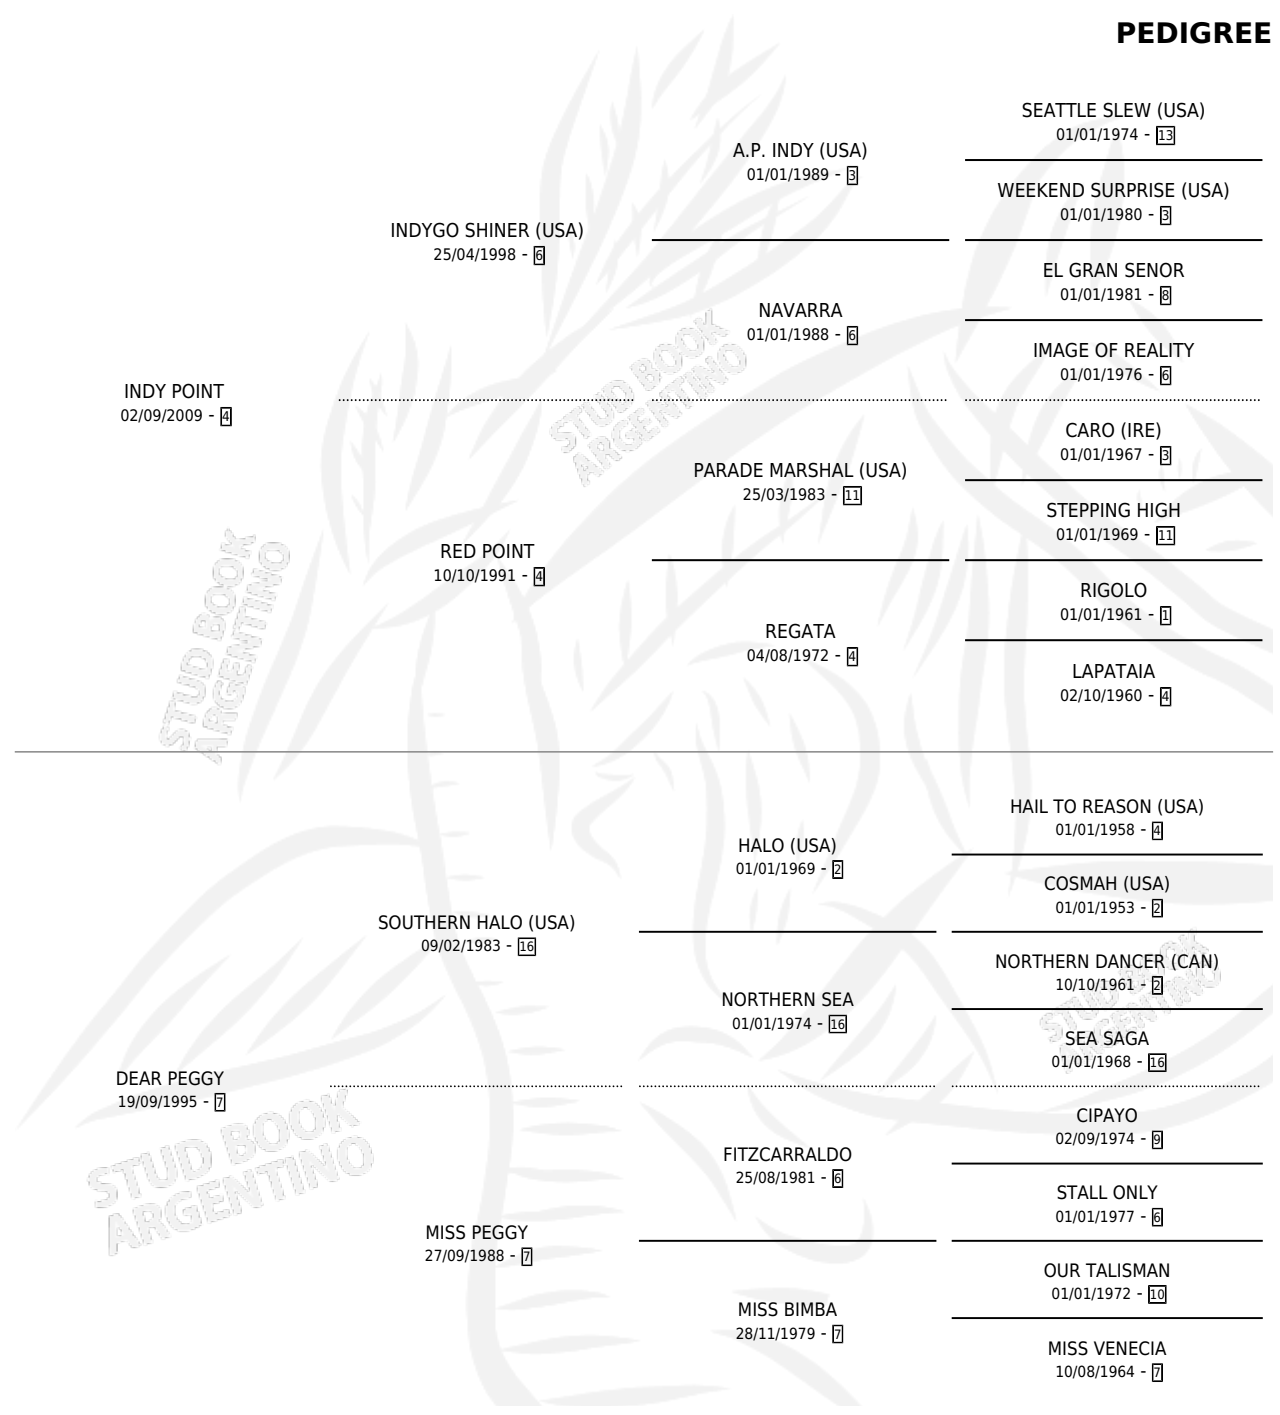 PEDIGREE
SEATTLE SLEW (USA)
01/01/1974 - 13
A.P. INDY (USA)
01/01/1989 - 3
WEEKEND SURPRISE (USA)
01/01/1980 - 3
INDYGO SHINER (USA)
25/04/1998 - 6
EL GRAN SENOR
01/01/1981 - 8
NAVARRA
01/01/1988 - 6
IMAGE OF REALITY
01/01/1976 - 6
INDY POINT
02/09/2009 - 4
CARO (IRE)
01/01/1967 - 3
PARADE MARSHAL (USA)
25/03/1983 - 11
STEPPING HIGH
01/01/1969 - 11
RED POINT
10/10/1991 - 4
RIGOLO
01/01/1961 - 1
REGATA
04/08/1972 - 4
LAPATAIA
02/10/1960 - 4
HAIL TO REASON (USA)
01/01/1958 - 4
HALO (USA)
01/01/1969 - 2
COSMAH (USA)
01/01/1953 - 2
SOUTHERN HALO (USA)
09/02/1983 - 16
NORTHERN DANCER (CAN)
10/10/1961 - 2
NORTHERN SEA
01/01/1974 - 16
SEA SAGA
01/01/1968 - 16
DEAR PEGGY
19/09/1995 - 7
CIPAYO
02/09/1974 - 9
FITZCARRALDO
25/08/1981 - 6
STALL ONLY
01/01/1977 - 6
MISS PEGGY
27/09/1988 - 7
OUR TALISMAN
01/01/1972 - 10
MISS BIMBA
28/11/1979 - 7
MISS VENECIA
10/08/1964 - 7
STUD BOOK
ARGENTINO
STUD BOOK
ARGENTINO
STUD BOOK
ARGENTINO
STUD BOOK
ARGENTINO